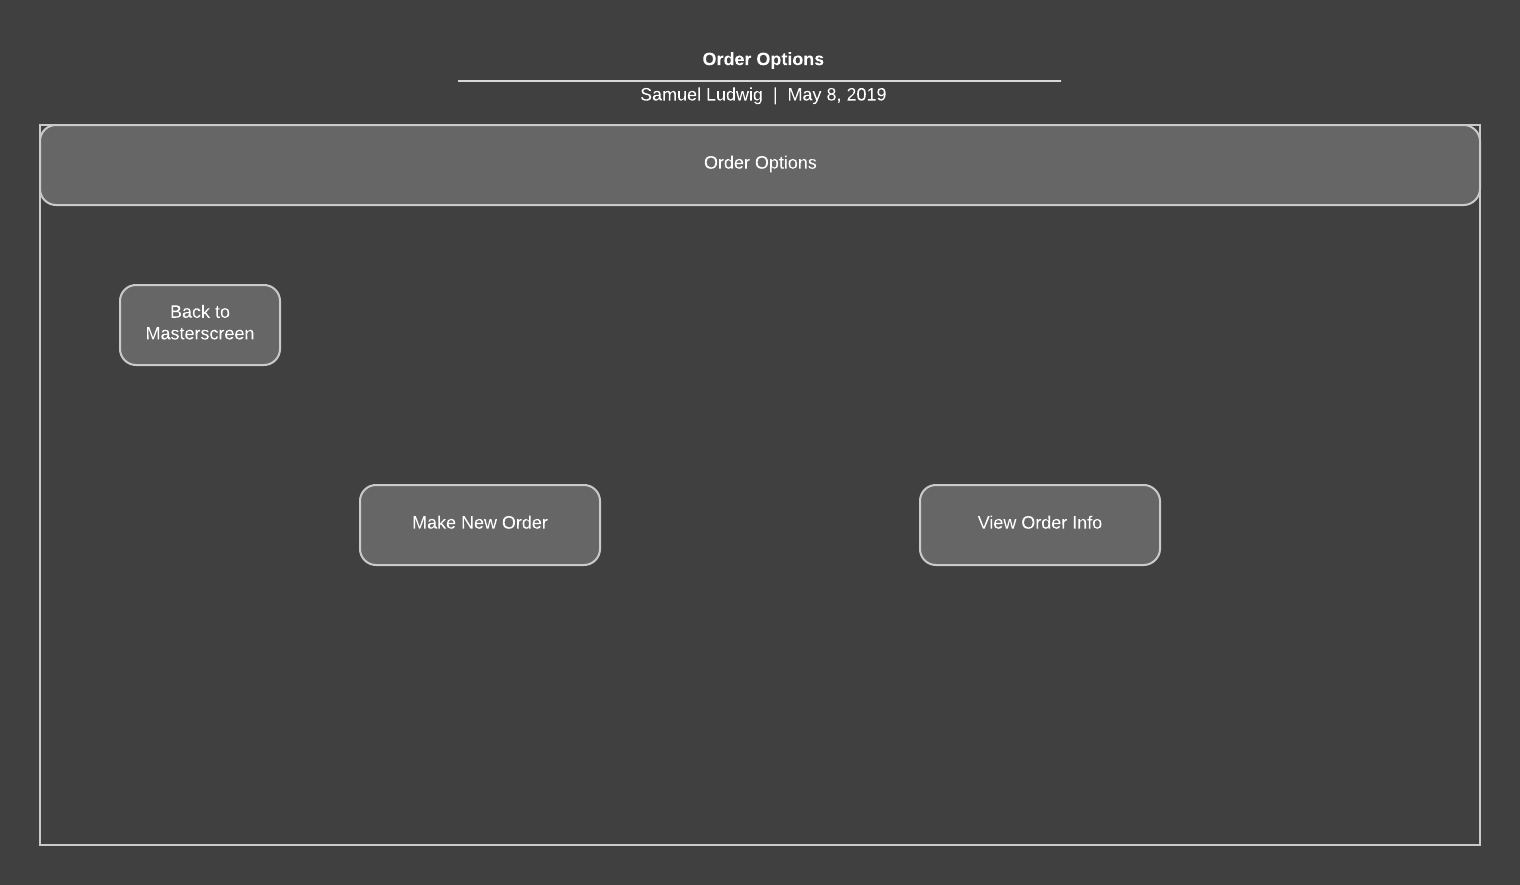 Order Options
Samuel Ludwig | May 8, 2019
Order Options
Back to
Masterscreen
Make New Order
View Order Info